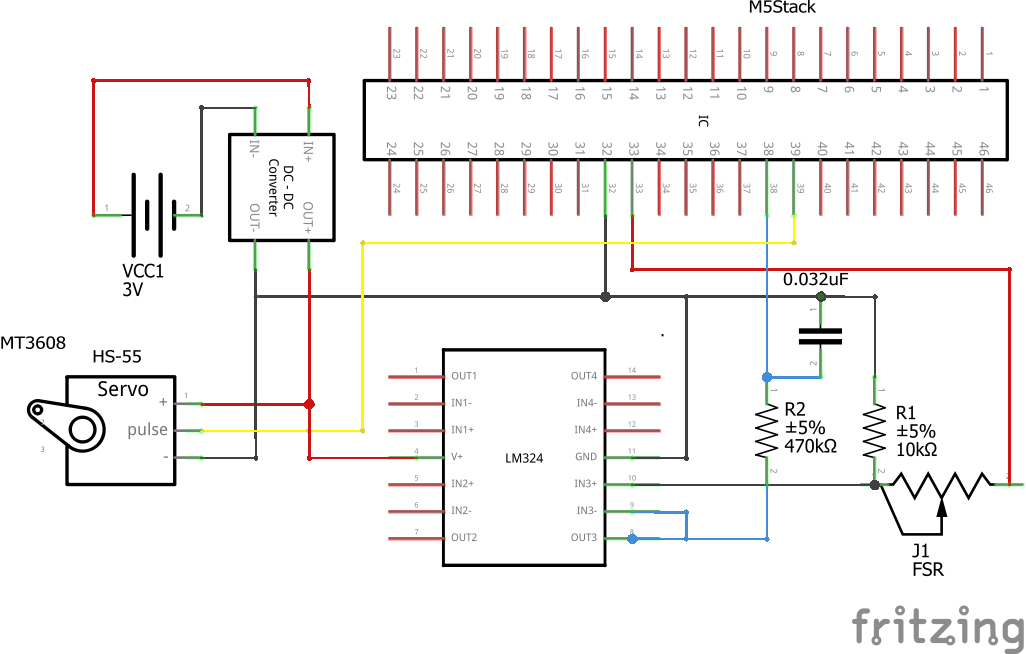 M5Stack
23 22 21 20 19 18 17 16 15 14 13 12 11 10 9 8 7 6 5 4 3 2 1
23 22 21 20 19 18 17 16 15 14 13 12 11 10 9 8 7 6 5 4 3 2 1
IC
24 25 26 27 28 29 30 31 32 33 34 35 36 37 38 39 40 41 42 43 44 45 46
24 25 26 27 28 29 30 31 32 33 34 35 36 37 38 39 40 41 42 43 44 45 46
IN- IN+
DC - DC
Converter
OUT- OUT+
1 2
VCC1
3V
0.032uF
1
2
MT3608
HS-55
Servo
+ 1
pulse
-
2
3
1 OUT1 OUT4 14
2 IN1- IN4- 13
3 IN1+ IN4+ 12
4 V+ LM324 GND 11
5 IN2+ IN3+ 10
6 IN2- IN3- 9
7 OUT2 OUT3 8
1
R2
±5%
470kΩ
2
1
R1
±5%
10kΩ
2
J1
FSR
fritzing